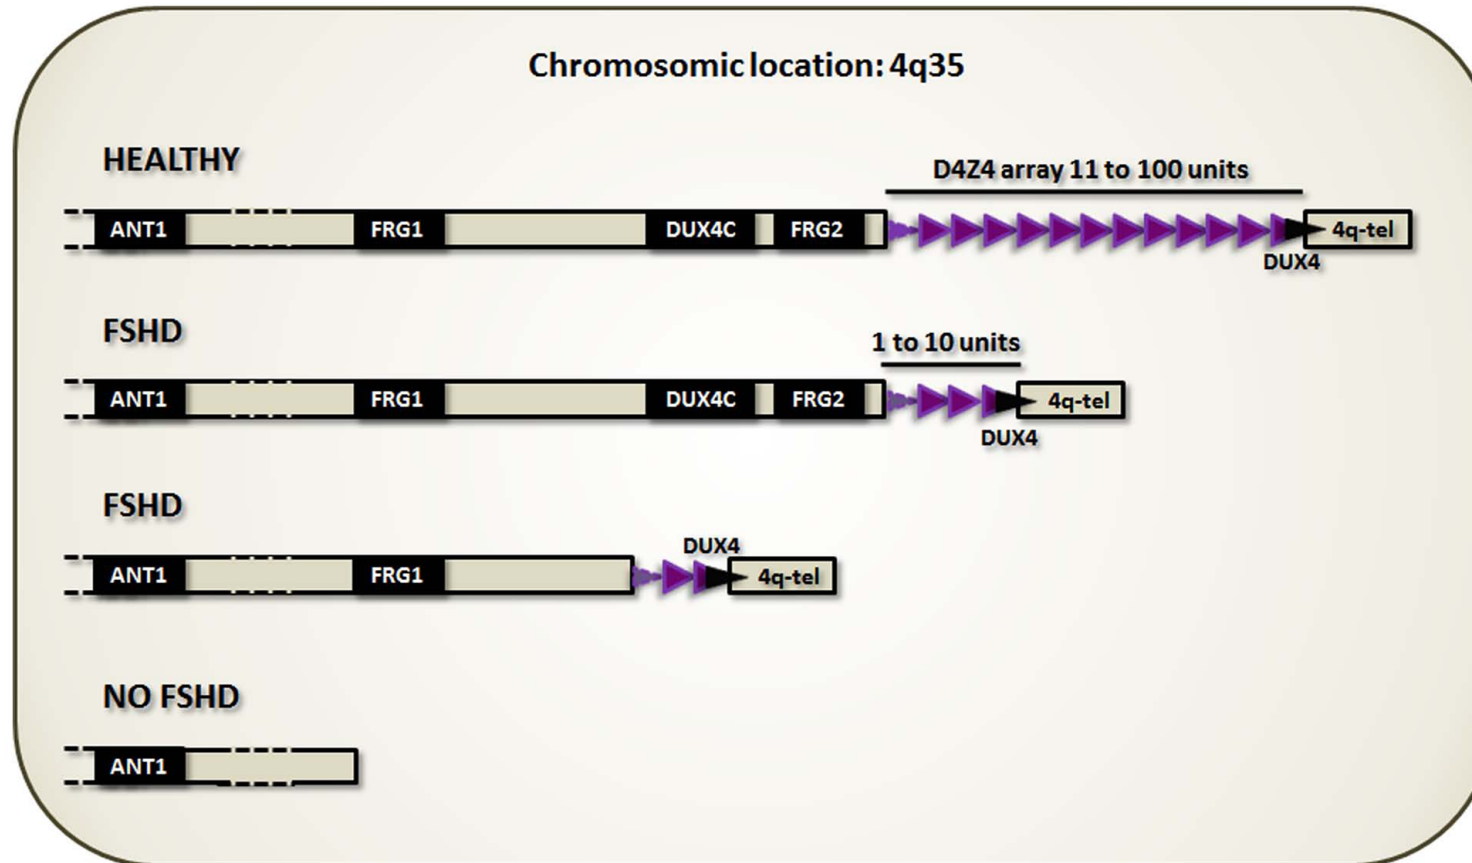 Chromosomic location: 4q35
HEALTHY
D4Z4 array 11 to 100 units
ANT1 FRG1 DUX4C FRG2 4q-tel
DUX4
FSHD
1 to 10 units
ANT1 FRG1 DUX4C FRG2 4q-tel
DUX4
FSHD
DUX4
ANT1 FRG1 4q-tel
NO FSHD
ANT1